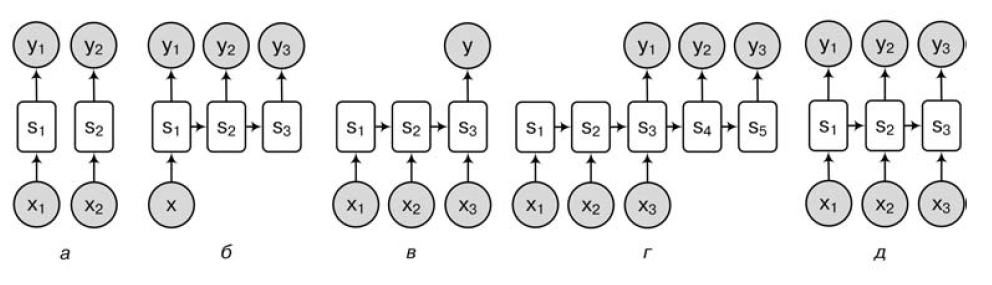 y1 y2 y1 y2 y3 y y1 y2 y3 y1 y2 y3
s1 s2 s1 s2 s3 s1 s2 s3 s1 s2 s3 s4 s5 s1 s2 s3
x1 x2 x x1 x2 x3 x1 x2 x3 x1 x2 x3
а б в г д